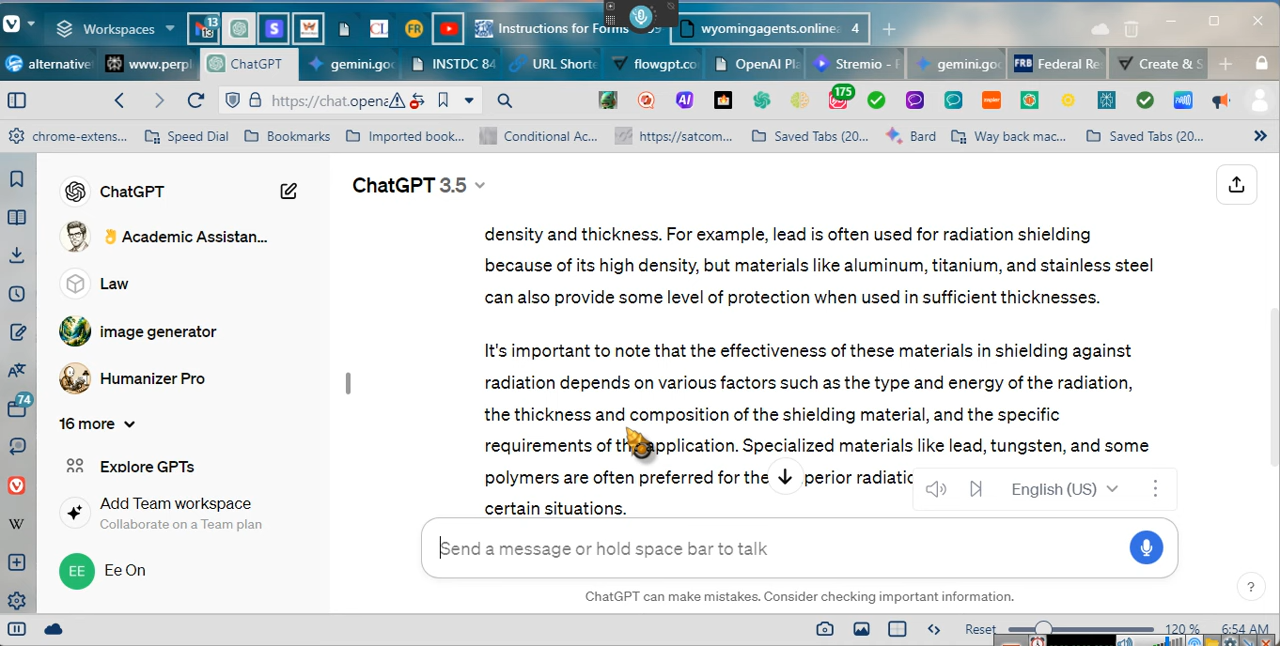 Workspaces
13
Instructions for Forms
wyomingagents.onlinea 4
alternative
www.perpl
ChatGPT
gemini.goo
INSTDC 84
URL Shorte
flowgpt.co
OpenAI Pla
Stremio - F
gemini.goo
FRB Federal Re
Create & S
https://chat.opena
AI
175
chrome-extens...
Speed Dial
Bookmarks
Imported book...
Conditional Ac...
https://satcom...
Saved Tabs (20...
Bard
Way back mac...
Saved Tabs (20...
74
W
ChatGPT
Academic Assistan...
Law
image generator
Humanizer Pro
16 more
Explore GPTs
Add Team workspace
Collaborate on a Team plan
EE Ee On
ChatGPT 3.5
density and thickness. For example, lead is often used for radiation shielding
because of its high density, but materials like aluminum, titanium, and stainless steel
can also provide some level of protection when used in sufficient thicknesses.
It's important to note that the effectiveness of these materials in shielding against
radiation depends on various factors such as the type and energy of the radiation,
the thickness and composition of the shielding material, and the specific
requirements of the application. Specialized materials like lead, tungsten, and some
polymers are often preferred for the perior radiatio
certain situations.
English (US)
Send a message or hold space bar to talk
ChatGPT can make mistakes. Consider checking important information.
?
Reset
120 %
6:54 AM